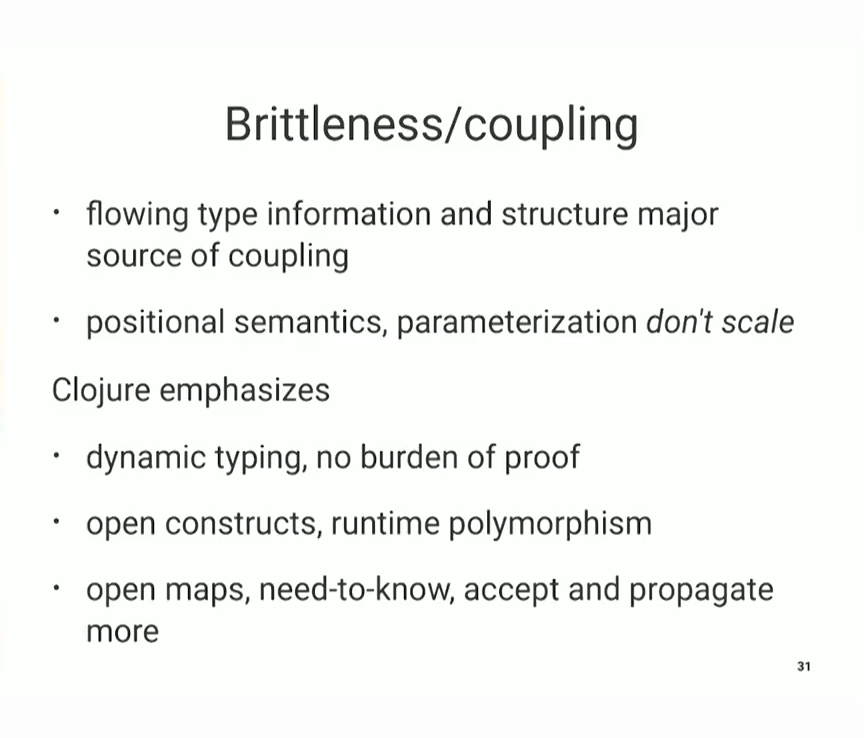 Brittleness/coupling
• flowing type information and structure major
source of coupling
• positional semantics, parameterization don't scale
Clojure emphasizes
• dynamic typing, no burden of proof
• open constructs, runtime polymorphism
• open maps, need-to-know, accept and propagate
more
31